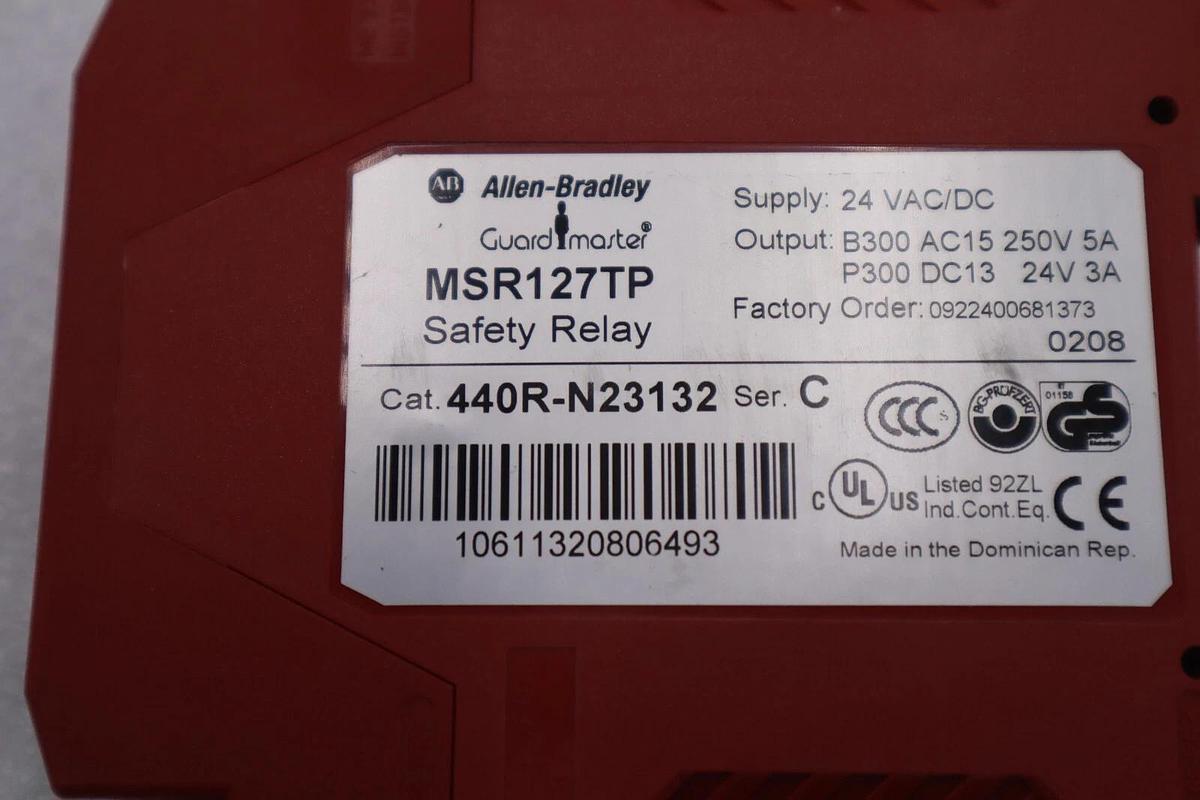 AB Allen-Bradley
Guardmaster®
MSR127TP
Safety Relay
Supply: 24 VAC/DC
Output: B300 AC15 250V 5A
P300 DC13 24V 3A
Factory Order: 0922400681373
0208
Cat. 440R-N23132 Ser. C
CCC S
BG-PRÜFZERT
01158
GS
10611320806493
C UL US Listed 92ZL
Ind.Cont.Eq.
CE
Made in the Dominican Rep.